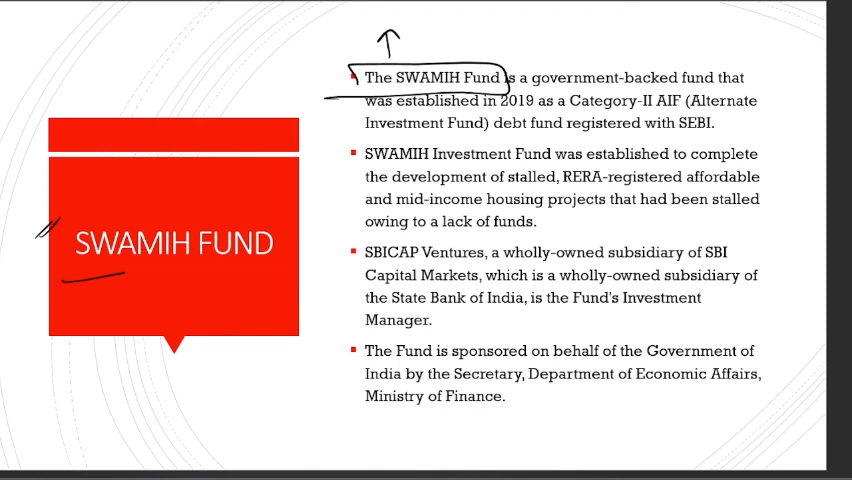 SWAMIH FUND
The SWAMIH Fund is a government-backed fund that
was established in 2019 as a Category-II AIF (Alternate
Investment Fund) debt fund registered with SEBI.
SWAMIH Investment Fund was established to complete
the development of stalled, RERA-registered affordable
and mid-income housing projects that had been stalled
owing to a lack of funds.
SBICAP Ventures, a wholly-owned subsidiary of SBI
Capital Markets, which is a wholly-owned subsidiary of
the State Bank of India, is the Fund's Investment
Manager.
The Fund is sponsored on behalf of the Government of
India by the Secretary, Department of Economic Affairs,
Ministry of Finance.